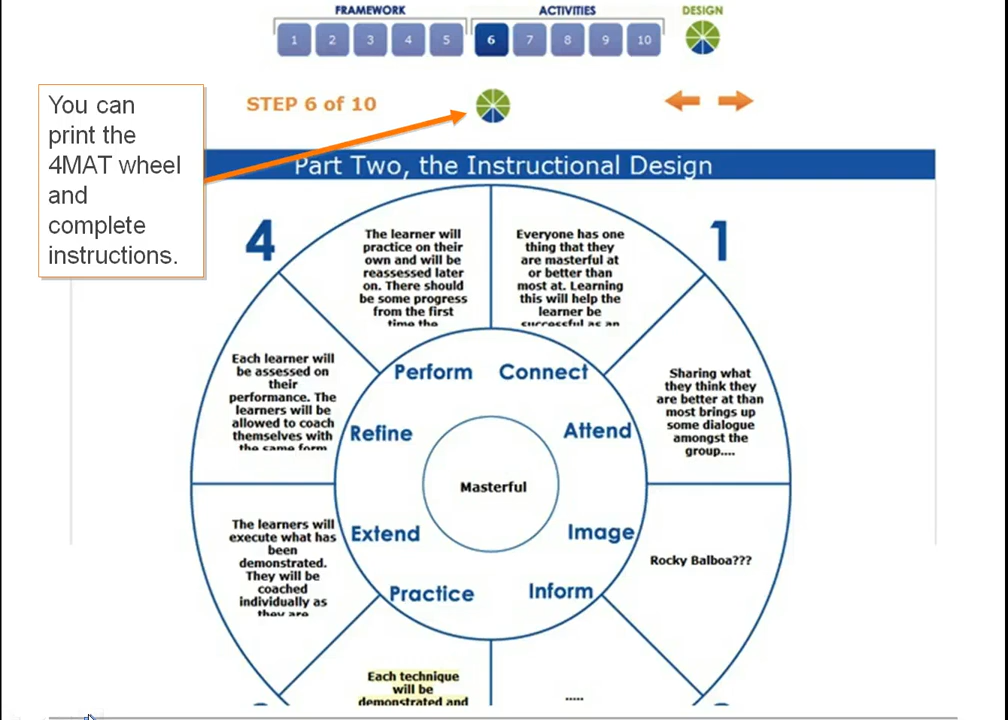 FRAMEWORK
ACTIVITIES
DESIGN
1 2 3 4 5 6 7 8 9 10
STEP 6 of 10
You can
print the
4MAT wheel
and
complete
instructions.
Part Two, the Instructional Design
4
1
The learner will
practice on their
own and will be
reassessed later
on. There should
be some progress
from the first
time the
Everyone has one
thing that they
are masterful at
or better than
most at. Learning
this will help the
learner be
successful as an
Each learner will
be assessed on
their
performance. The
learners will be
allowed to coach
themselves with
the same form
Perform
Connect
Refine
Attend
Sharing what
they think they
are better at than
most brings up
some dialogue
amongst the
group....
Masterful
The learners will
execute what has
been
demonstrated.
They will be
coached
individually as
they are
Extend
Image
Practice
Inform
Rocky Balboa???
Each technique
will be
demonstrated and
.....